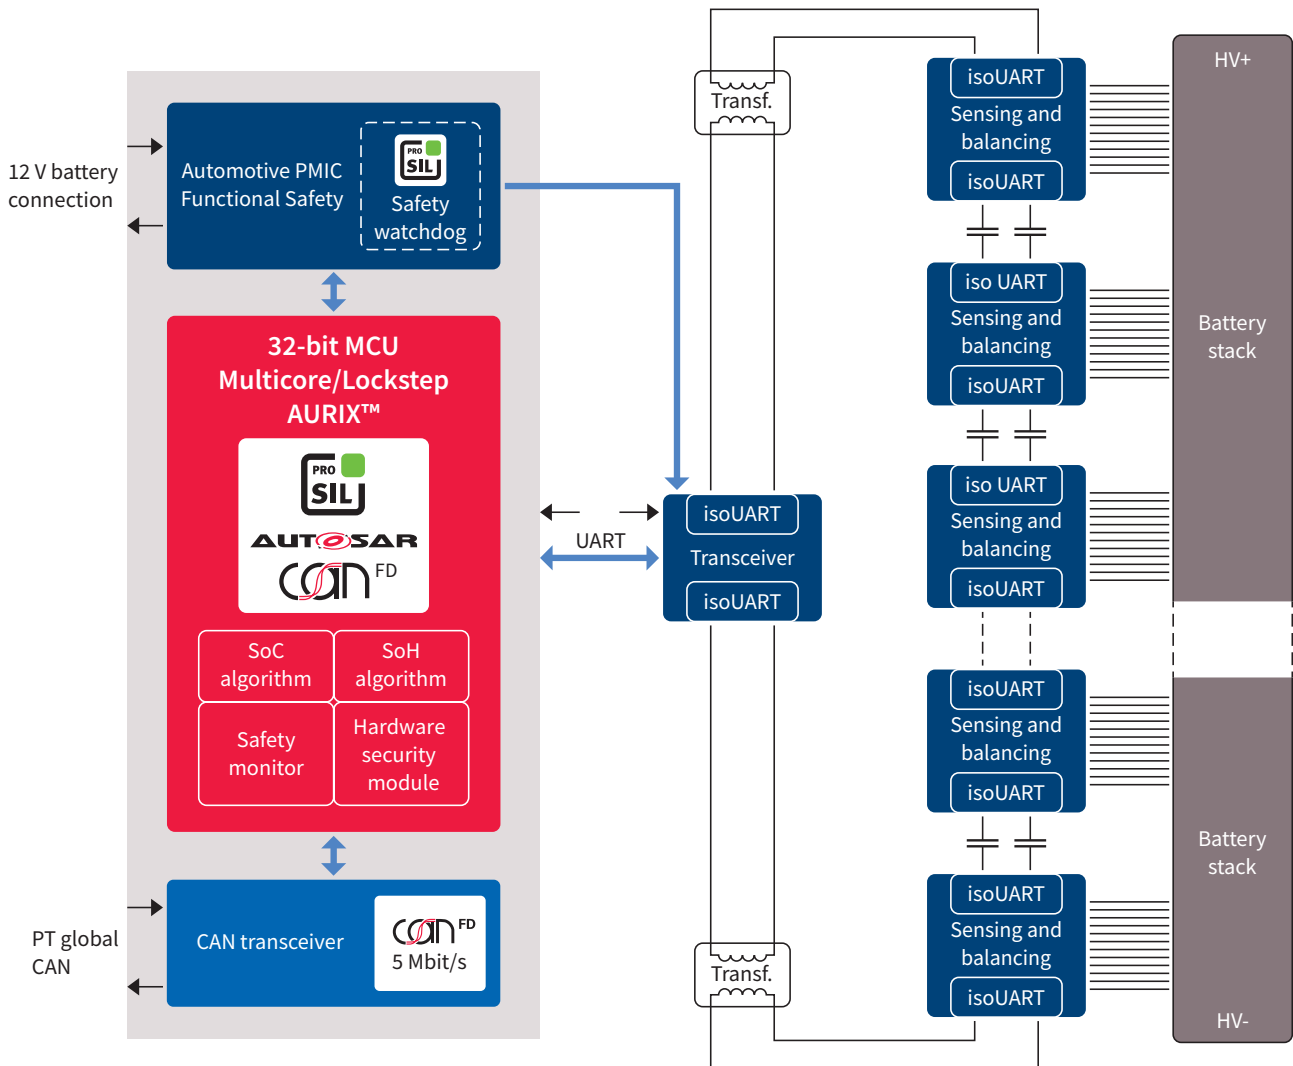 12 V battery
connection
Automotive PMIC
Functional Safety
PRO
SIL
Safety
watchdog
32-bit MCU
Multicore/Lockstep
AURIX™
PRO
SIL
AUTOSAR
CAN FD
SoC
algorithm
SoH
algorithm
Safety
monitor
Hardware
security
module
PT global
CAN
CAN transceiver
CAN FD
5 Mbit/s
UART
Transf.
isoUART
Transceiver
isoUART
Transf.
isoUART
Sensing and
balancing
isoUART
iso UART
Sensing and
balancing
isoUART
iso UART
Sensing and
balancing
isoUART
isoUART
Sensing and
balancing
isoUART
isoUART
Sensing and
balancing
isoUART
HV+
Battery
stack
Battery
stack
HV-